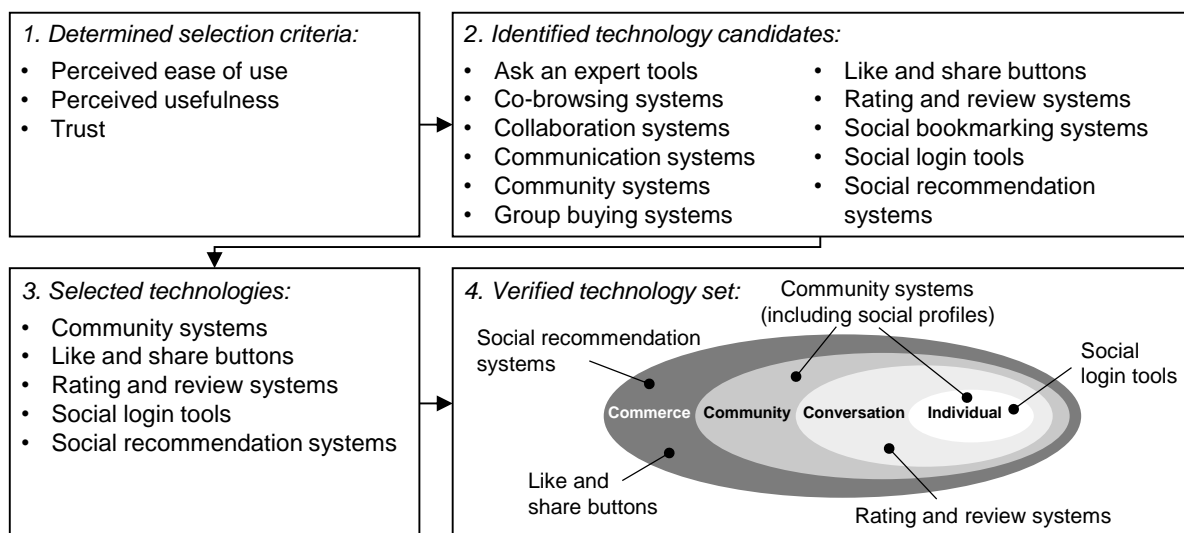 1. Determined selection criteria:
• Perceived ease of use
• Perceived usefulness
• Trust
2. Identified technology candidates:
• Ask an expert tools
• Co-browsing systems
• Collaboration systems
• Communication systems
• Community systems
• Group buying systems
• Like and share buttons
• Rating and review systems
• Social bookmarking systems
• Social login tools
• Social recommendation
systems
3. Selected technologies:
• Community systems
• Like and share buttons
• Rating and review systems
• Social login tools
• Social recommendation systems
4. Verified technology set:
Community systems
(including social profiles)
Social recommendation
systems
Social
login tools
Commerce
Community
Conversation
Individual
Like and
share buttons
Rating and review systems